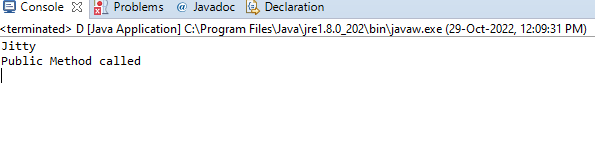 Console Problems @ Javadoc Declaration
<terminated> D [Java Application] C:\Program Files\Java\jre1.8.0_202\bin\javaw.exe (29-Oct-2022, 12:09:31 PM)
Jitty
Public Method called